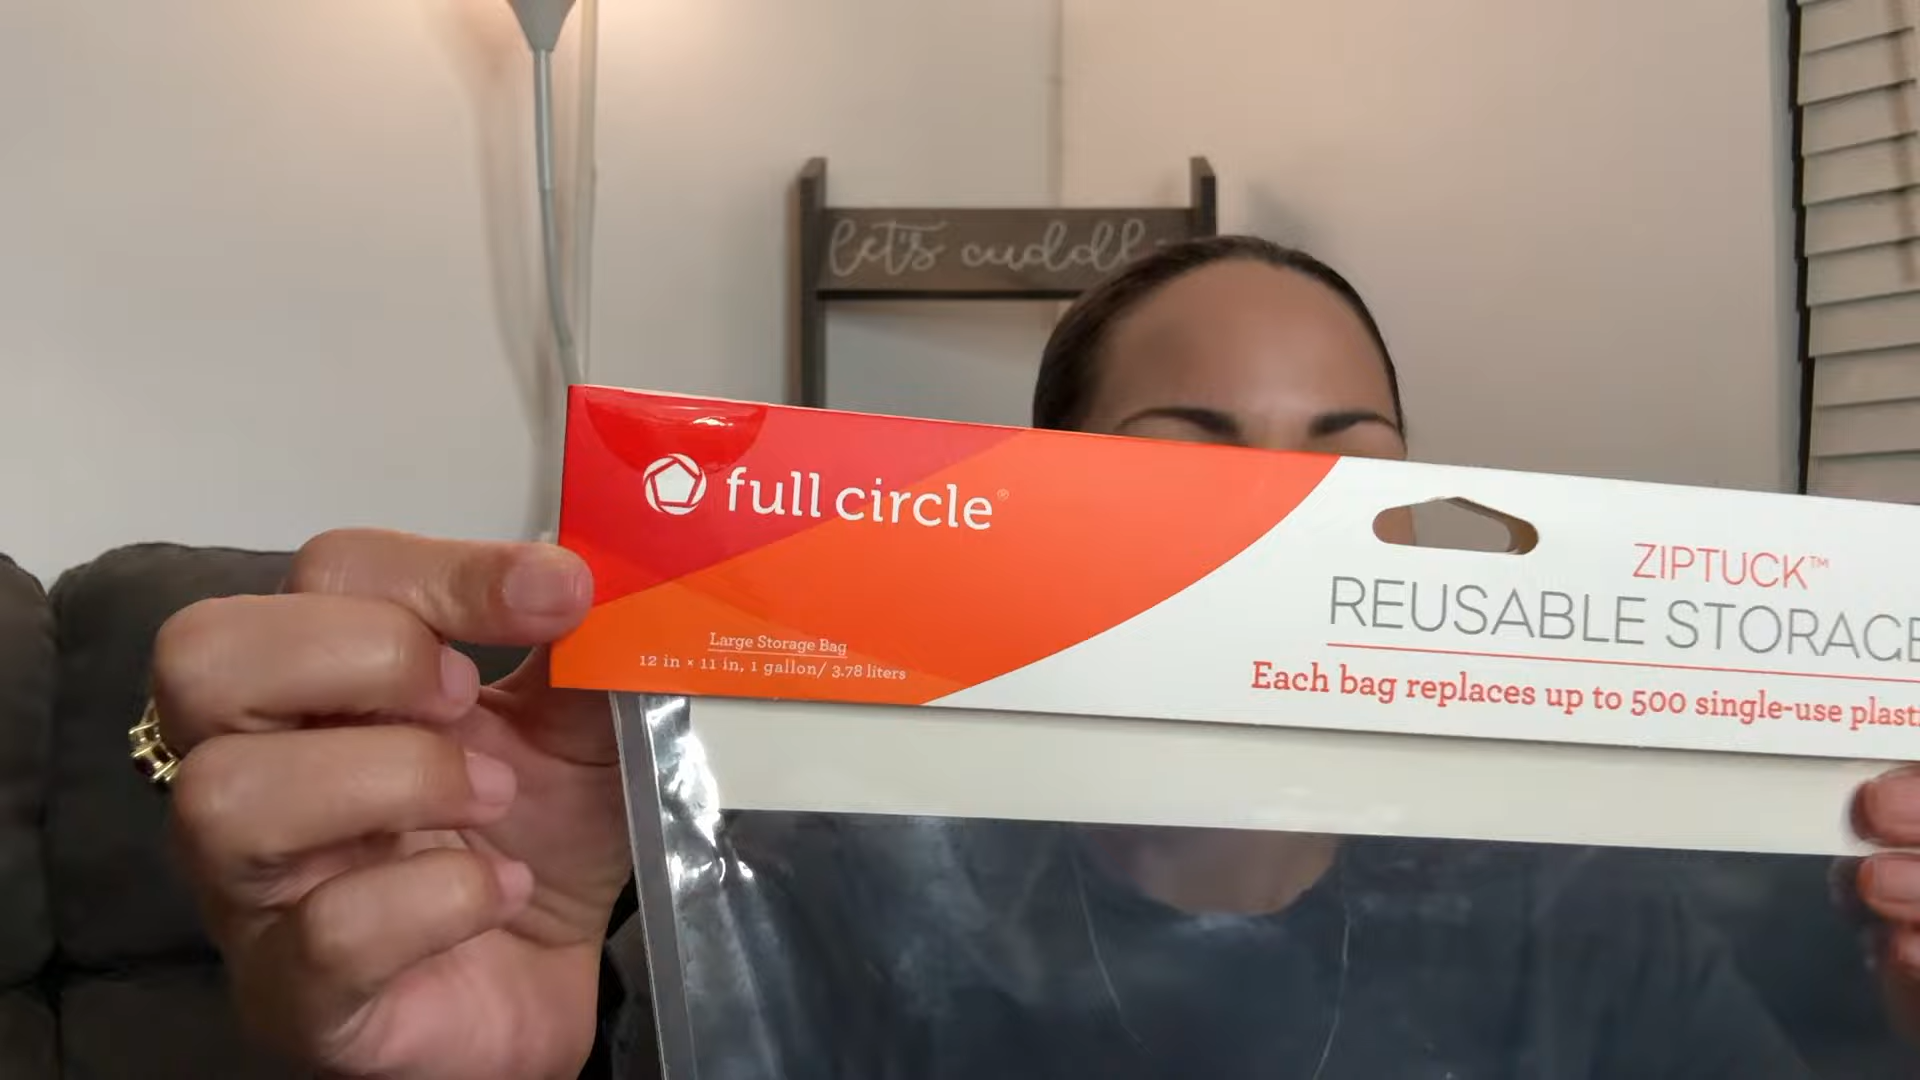 let's
full circle®
ZIPTUCK™
REUSABLE STORAGE
Large Storage Bag
12 in × 11 in, 1 gallon/ 3.78 liters
Each bag replaces up to 500 single-use